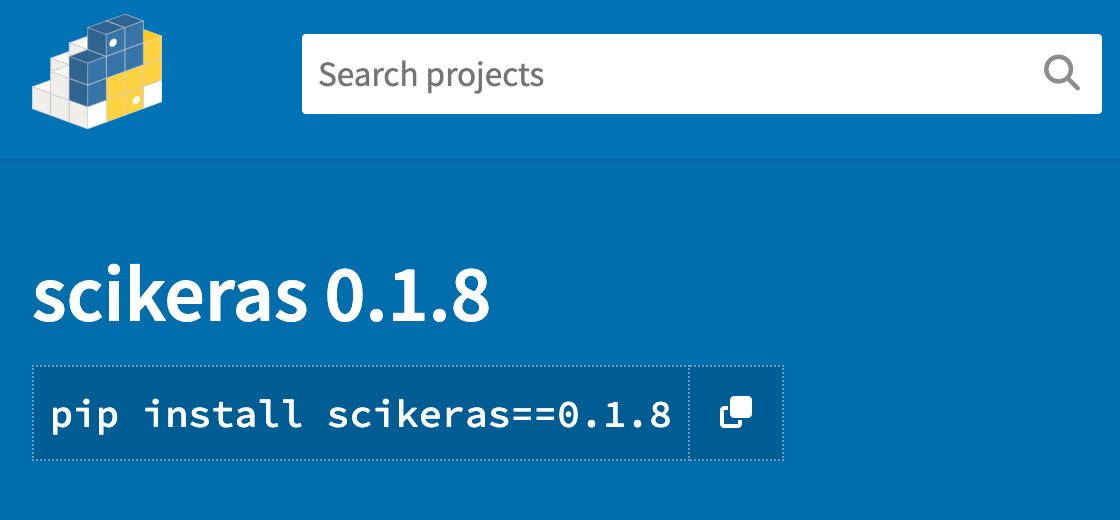 Search projects
scikeras 0.1.8
pip install scikeras==0.1.8